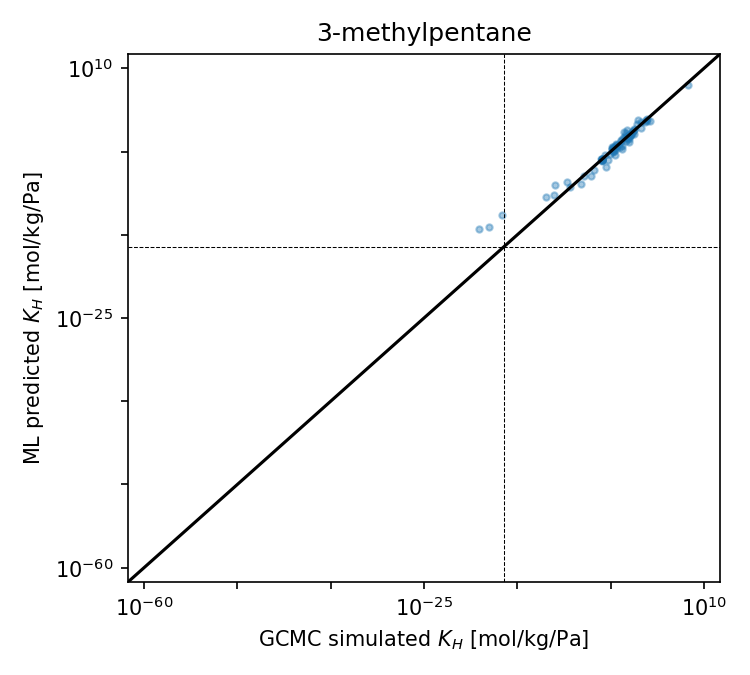 3-methylpentane
10^10
10^-25
10^-60
ML predicted K_H [mol/kg/Pa]
10^-60 10^-25 10^10
GCMC simulated K_H [mol/kg/Pa]